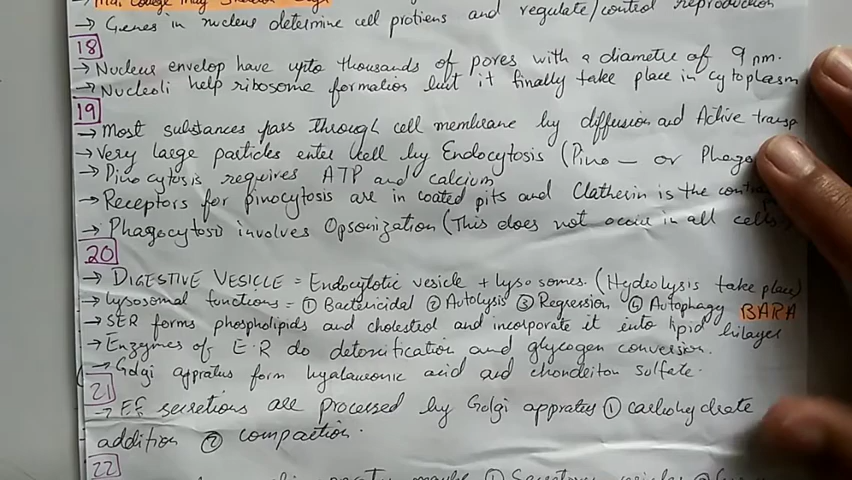 → Genes in nucleus determine cell protiens and regulate/control reproduction
18
→ Nucleus envelop have upto thousands of pores with a diametre of 9 nm.
→ Nucleoli help ribosome formation but it finally take place in cytoplasm
19
→ Most substances pass through cell membrane by diffusion and Active transp
→ Very large particles enter cell by Endocytosis (Pino — or Phago
→ Pinocytosis requires ATP and calcium
→ Receptors for pinocytosis are in coated pits and Clatherin is the
→ Phagocytosis involves Opsonization (This does not occur in all cells.)
20
→ DIGESTIVE VESICLE = Endocytotic vesicle + lysosomes. (Hydrolysis take place)
→ Lysosomal functions = ① Bactericidal ② Autolysis ③ Regression ④ Autophagy BARA
→ SER forms phospholipids and cholestrol and incorporate it into lipid bilayer
→ Enzymes of E.R do detoxification and glycogen conversion.
→ Golgi appratus form hyalauronic acid and chondeiton sulfate.
21
→ E.R secretions are processed by Golgi appratus ① carbohydrate
addition ② compaction.
22